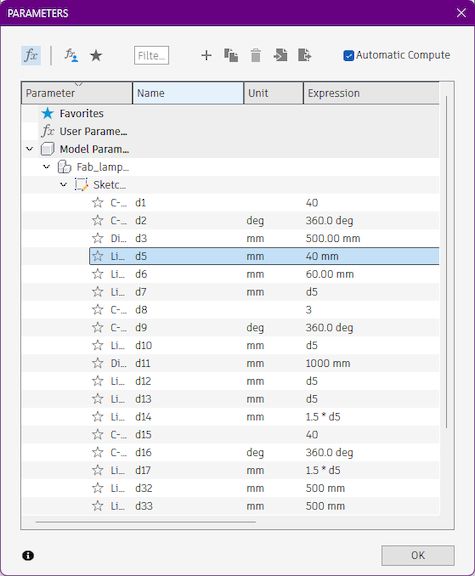 PARAMETERS
fx fx Filte... Automatic Compute
Parameter Name Unit Expression
Favorites
fx User Parame...
Model Param...
Fab_lamp...
Sketc...
C-... d1 40
C-... d2 deg 360.0 deg
Di... d3 mm 500.00 mm
Li... d5 mm 40 mm
Li... d6 mm 60.00 mm
Li... d7 mm d5
C-... d8 3
C-... d9 deg 360.0 deg
Li... d10 mm d5
Di... d11 mm 1000 mm
Li... d12 mm d5
Li... d13 mm d5
Li... d14 mm 1.5 * d5
C-... d15 40
C-... d16 deg 360.0 deg
Li... d17 mm 1.5 * d5
Li... d32 mm 500 mm
Li... d33 mm 500 mm
OK